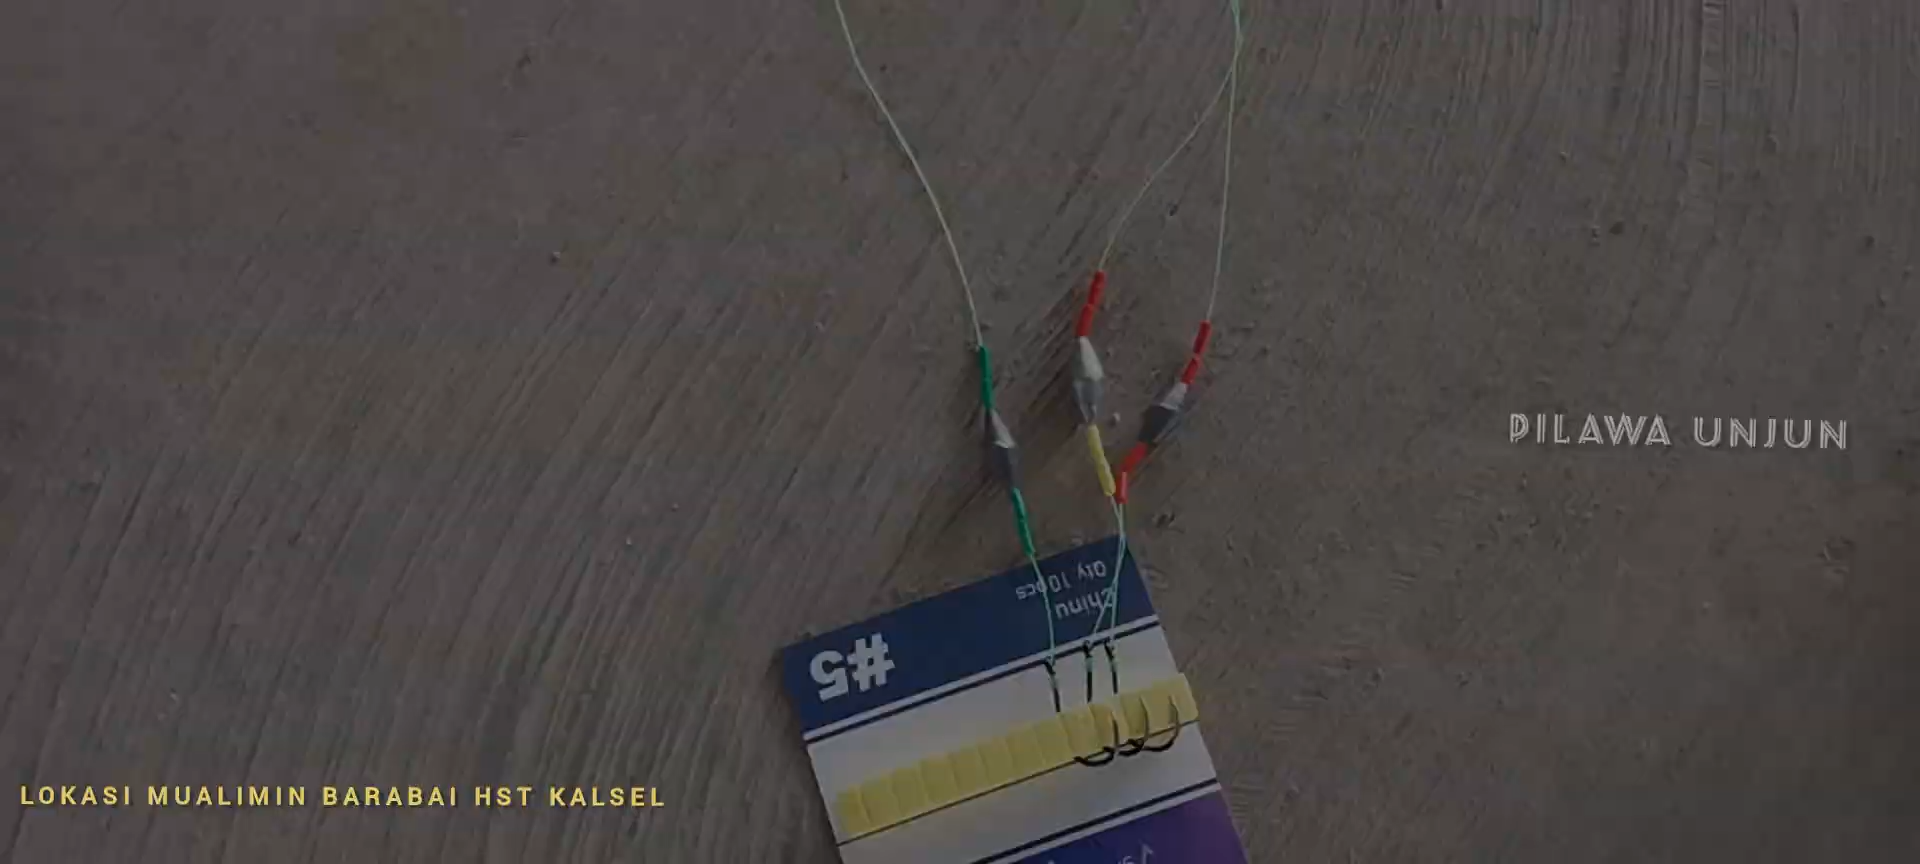 PILAWA UNJUN
Qty 10pcs
Chinu
#5
LOKASI MUALIMIN BARABAI HST KALSEL